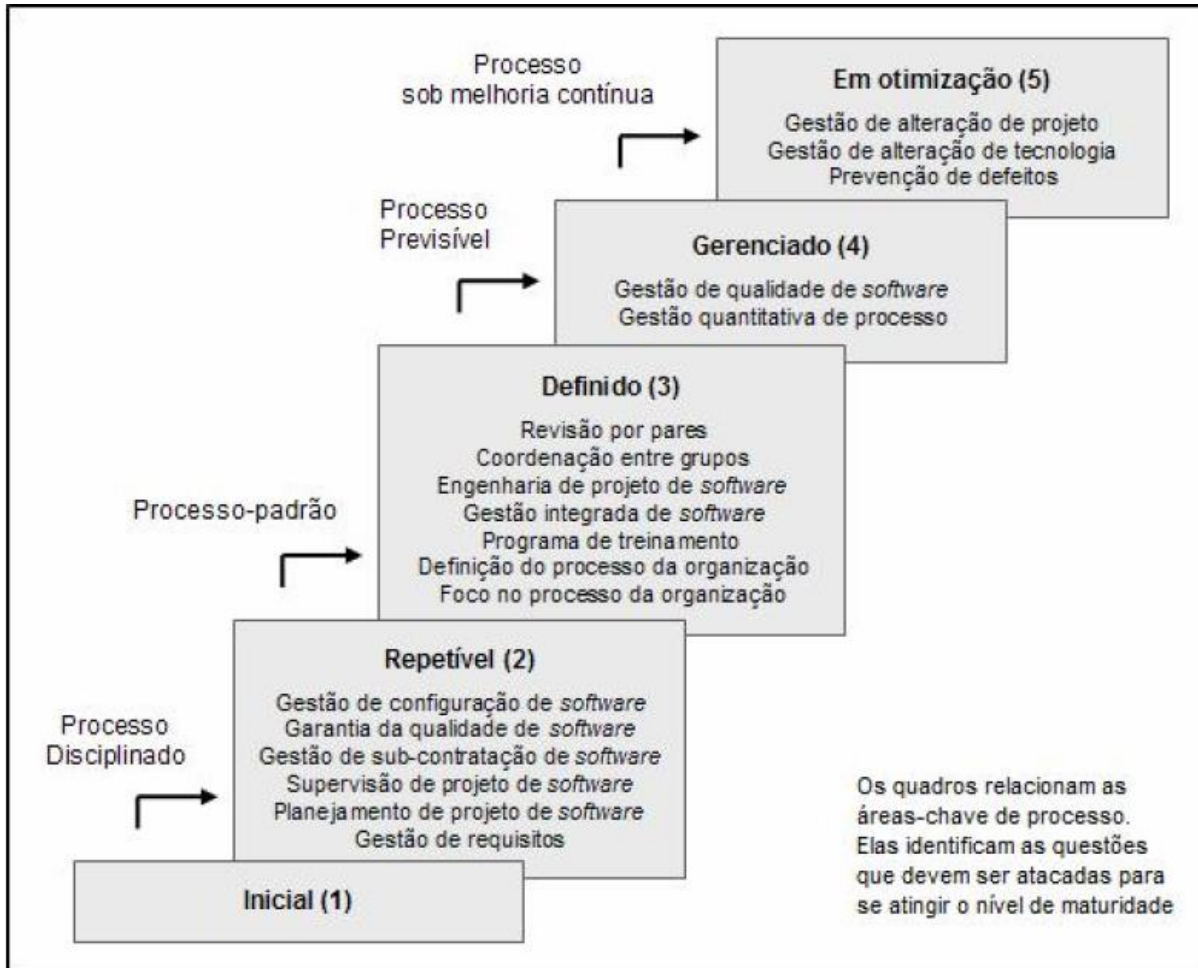 Processo
sob melhoria contínua
Em otimização (5)
Gestão de alteração de projeto
Gestão de alteração de tecnologia
Prevenção de defeitos
Processo
Previsível
Gerenciado (4)
Gestão de qualidade de software
Gestão quantitativa de processo
Processo-padrão
Definido (3)
Revisão por pares
Coordenação entre grupos
Engenharia de projeto de software
Gestão integrada de software
Programa de treinamento
Definição do processo da organização
Foco no processo da organização
Processo
Disciplinado
Repetível (2)
Gestão de configuração de software
Garantia da qualidade de software
Gestão de sub-contratação de software
Supervisão de projeto de software
Planejamento de projeto de software
Gestão de requisitos
Inicial (1)
Os quadros relacionam as
áreas-chave de processo.
Elas identificam as questões
que devem ser atacadas para
se atingir o nível de maturidade